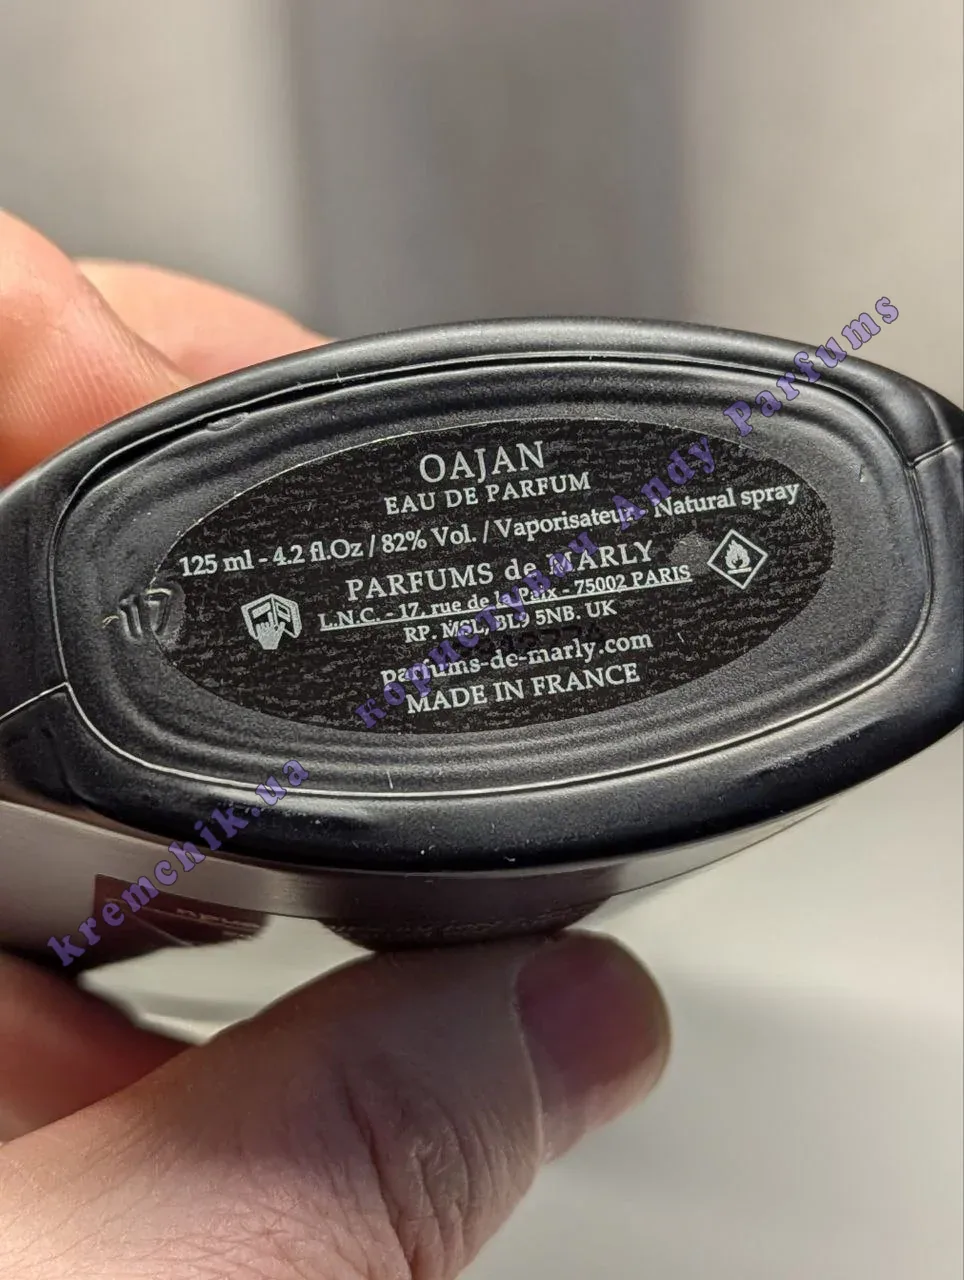 OAJAN
EAU DE PARFUM
125 ml - 4.2 fl.Oz / 82% Vol. / Vaporisateur Natural spray
PARFUMS de MARLY
L.N.C. - 17, rue de la Paix - 75002 PARIS
RP. MSL, BL9 5NB. UK
parfums-de-marly.com
MADE IN FRANCE
kremchik.ua користувач Andy Parfums